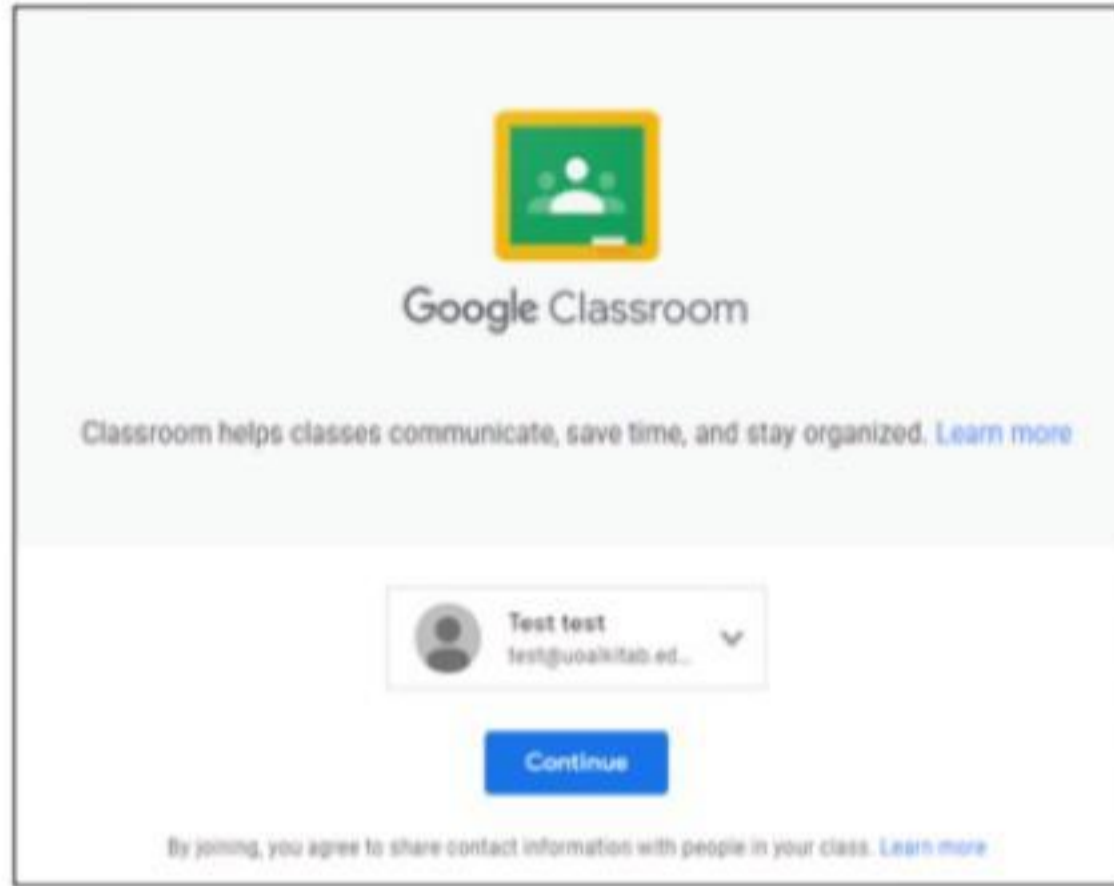 Google Classroom
Classroom helps classes communicate, save time, and stay organized. Learn more
Test test
test@uoalkitab.ed...
Continue
By joining, you agree to share contact information with people in your class. Learn more